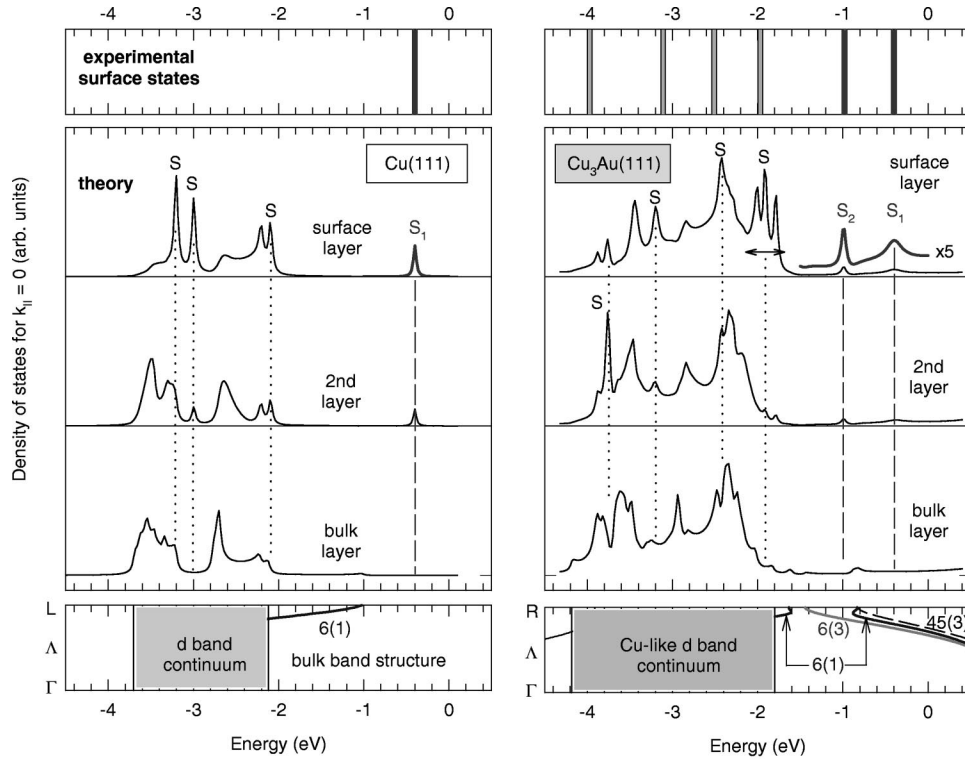 -4 -3 -2 -1 0
-4 -3 -2 -1 0
experimental
surface states
theory
Cu(111)
S
S
S
S₁
surface
layer
2nd
layer
bulk
layer
Cu₃Au(111)
S
S
S
S₂
S₁
surface
layer
x5
S
2nd
layer
bulk
layer
Density of states for k|| = 0 (arb. units)
L
Λ
Γ
d band
continuum
6(1)
bulk band structure
R
Λ
Γ
Cu-like d band
continuum
6(3)
6(1)
45(3)
-4 -3 -2 -1 0
Energy (eV)
-4 -3 -2 -1 0
Energy (eV)